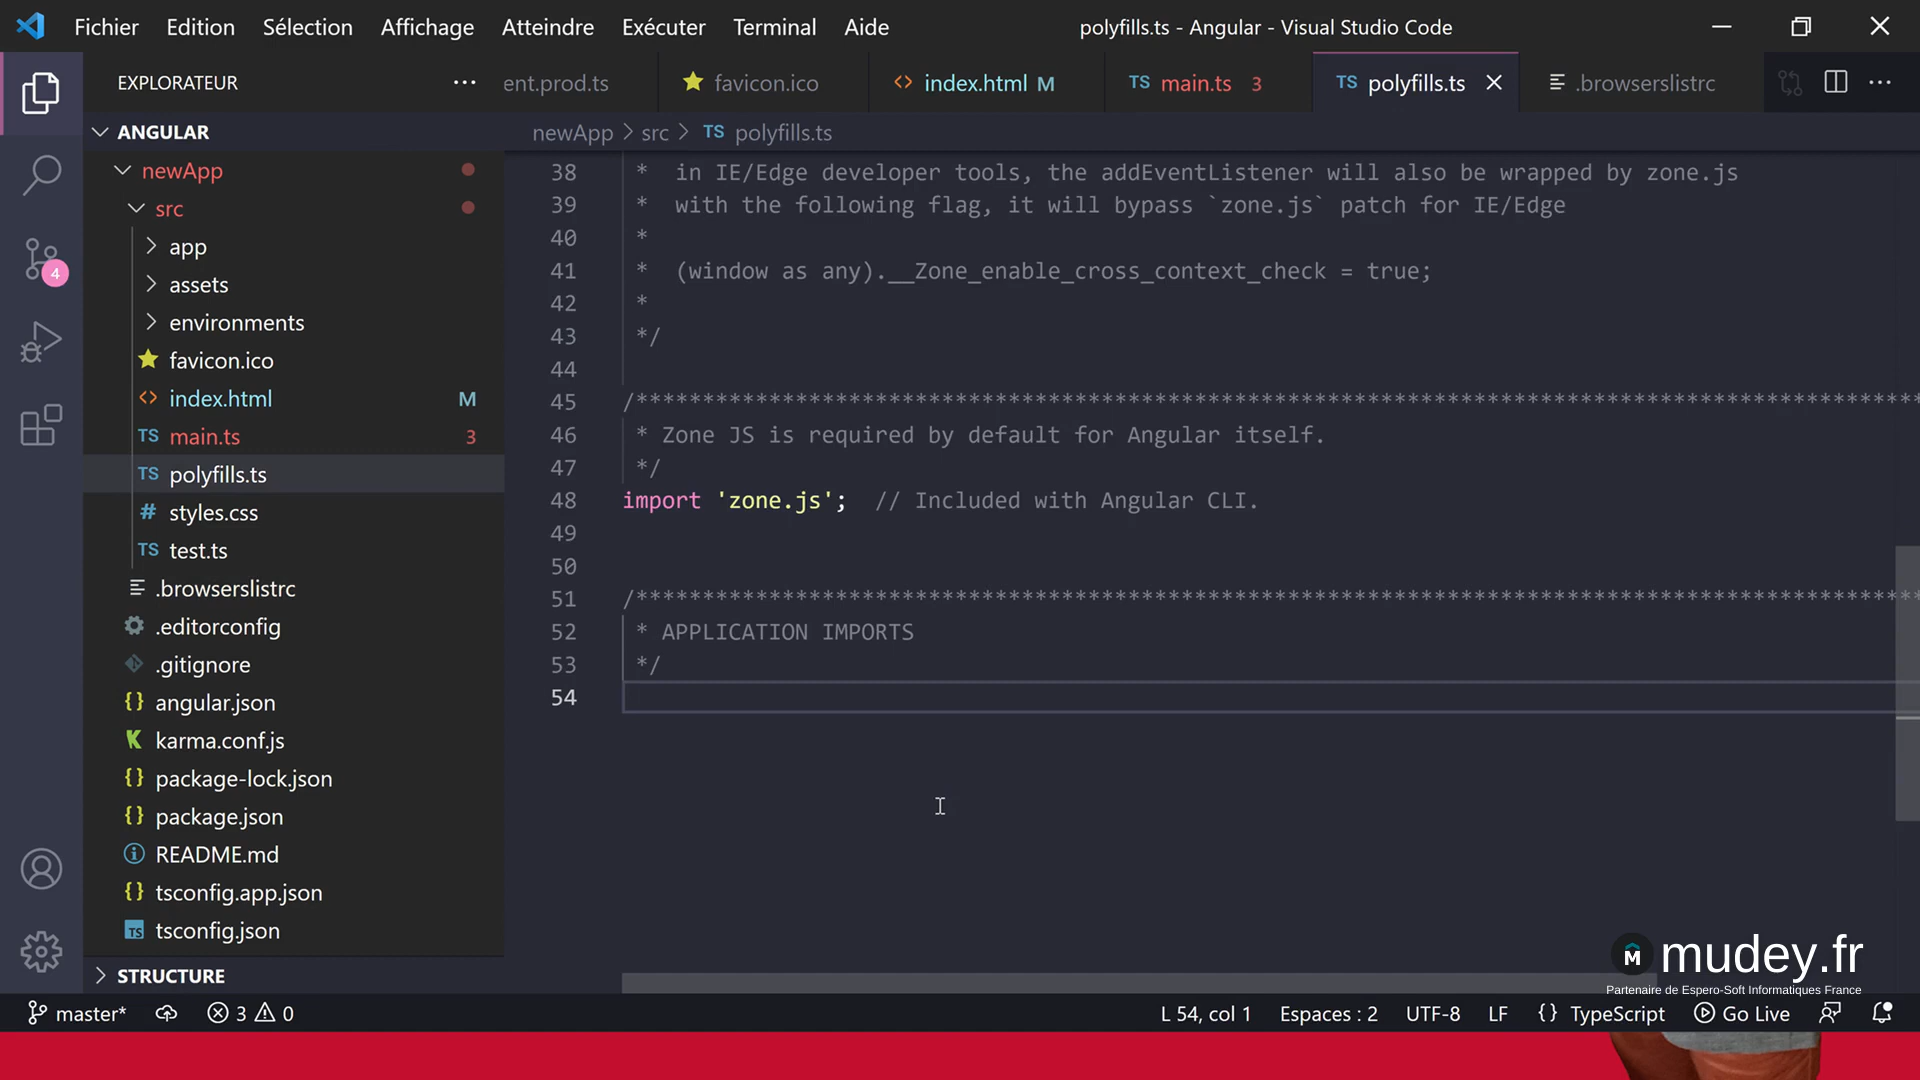 Fichier Edition Sélection Affichage Atteindre Exécuter Terminal Aide polyfills.ts - Angular - Visual Studio Code
EXPLORATEUR ... ent.prod.ts favicon.ico index.html M main.ts 3 polyfills.ts .browserslistrc
ANGULAR
newApp > src > TS polyfills.ts
newApp
src
app
assets
environments
favicon.ico
index.html M
TS main.ts 3
TS polyfills.ts
# styles.css
TS test.ts
.browserslistrc
.editorconfig
.gitignore
{} angular.json
karma.conf.js
{} package-lock.json
{} package.json
README.md
{} tsconfig.app.json
TS tsconfig.json
STRUCTURE
4
38 * in IE/Edge developer tools, the addEventListener will also be wrapped by zone.js
39 * with the following flag, it will bypass `zone.js` patch for IE/Edge
40 *
41 * (window as any).__Zone_enable_cross_context_check = true;
42 *
43 */
44
45 /***************************************************************************************************
46 * Zone JS is required by default for Angular itself.
47 */
48 import 'zone.js'; // Included with Angular CLI.
49
50
51 /***************************************************************************************************
52 * APPLICATION IMPORTS
53 */
54
M mudey.fr
Partenaire de Espero-Soft Informatiques France
master* 3 0 L 54, col 1 Espaces : 2 UTF-8 LF {} TypeScript Go Live